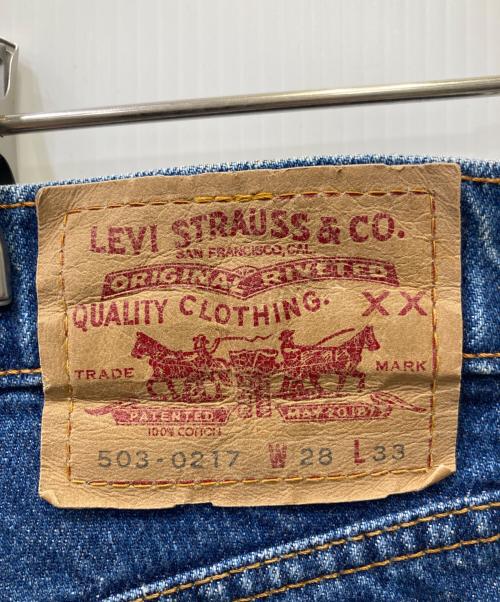 LEVI STRAUSS & CO.
SAN FRANCISCO, CAL
ORIGINAL RIVETED
QUALITY CLOTHING. XX
TRADE MARK
PATENTED MAY 20 187
100% COTTON
503-0217 W 28 L 33